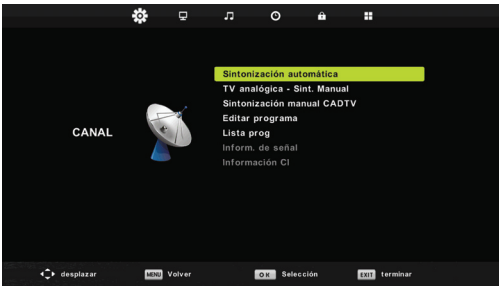 Sintonización automática
TV analógica - Sint. Manual
Sintonización manual CADTV
Editar programa
CANAL
Lista prog
Inform. de señal
Información CI
desplazar MENU Volver OK Selección EXIT terminar